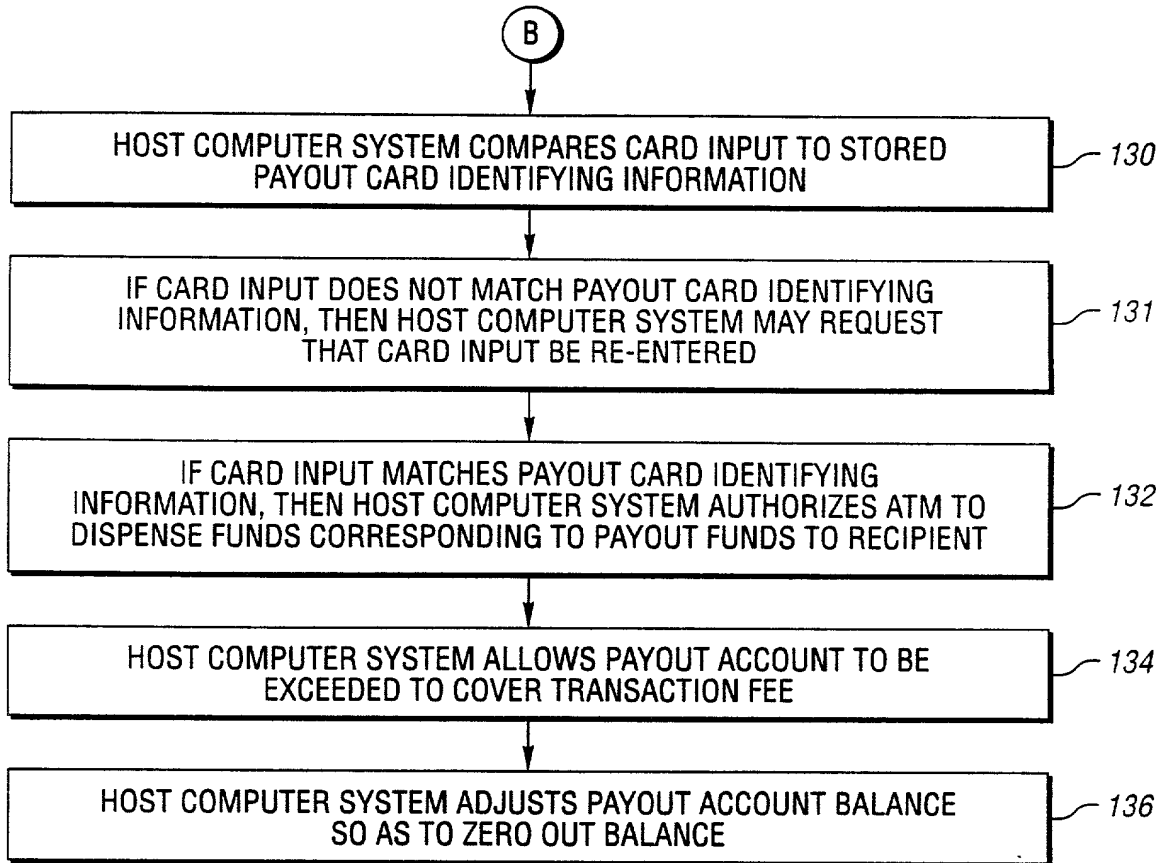 B
HOST COMPUTER SYSTEM COMPARES CARD INPUT TO STORED
PAYOUT CARD IDENTIFYING INFORMATION
130
IF CARD INPUT DOES NOT MATCH PAYOUT CARD IDENTIFYING
INFORMATION, THEN HOST COMPUTER SYSTEM MAY REQUEST
THAT CARD INPUT BE RE-ENTERED
131
IF CARD INPUT MATCHES PAYOUT CARD IDENTIFYING
INFORMATION, THEN HOST COMPUTER SYSTEM AUTHORIZES ATM TO
DISPENSE FUNDS CORRESPONDING TO PAYOUT FUNDS TO RECIPIENT
132
HOST COMPUTER SYSTEM ALLOWS PAYOUT ACCOUNT TO BE
EXCEEDED TO COVER TRANSACTION FEE
134
HOST COMPUTER SYSTEM ADJUSTS PAYOUT ACCOUNT BALANCE
SO AS TO ZERO OUT BALANCE
136